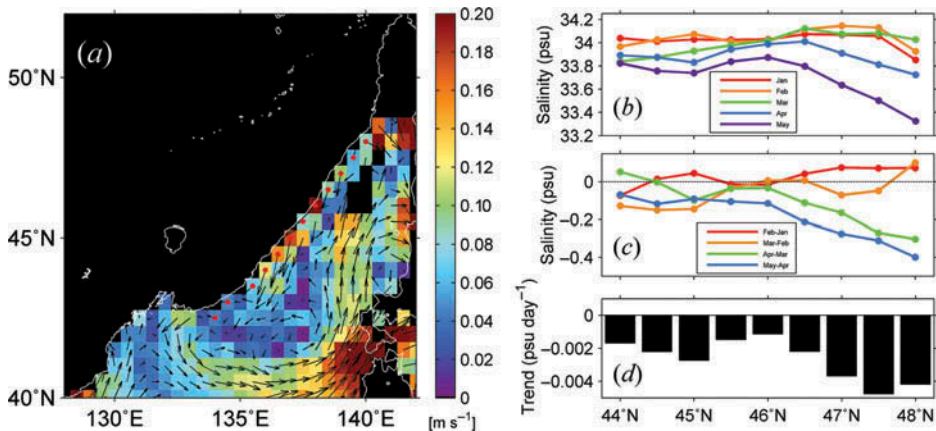 (a)
50°N
45°N
40°N
130°E
135°E
140°E
0.20
0.18
0.16
0.14
0.12
0.10
0.08
0.06
0.04
0.02
0
[m s⁻¹]
Salinity (psu)
34.2
34
33.8
33.6
33.4
33.2
(b)
Jan
Feb
Mar
Apr
May
Salinity (psu)
0
−0.2
−0.4
(c)
Feb-Jan
Mar-Feb
Apr-Mar
May-Apr
Trend (psu day⁻¹)
0
−0.002
−0.004
(d)
44°N
45°N
46°N
47°N
48°N